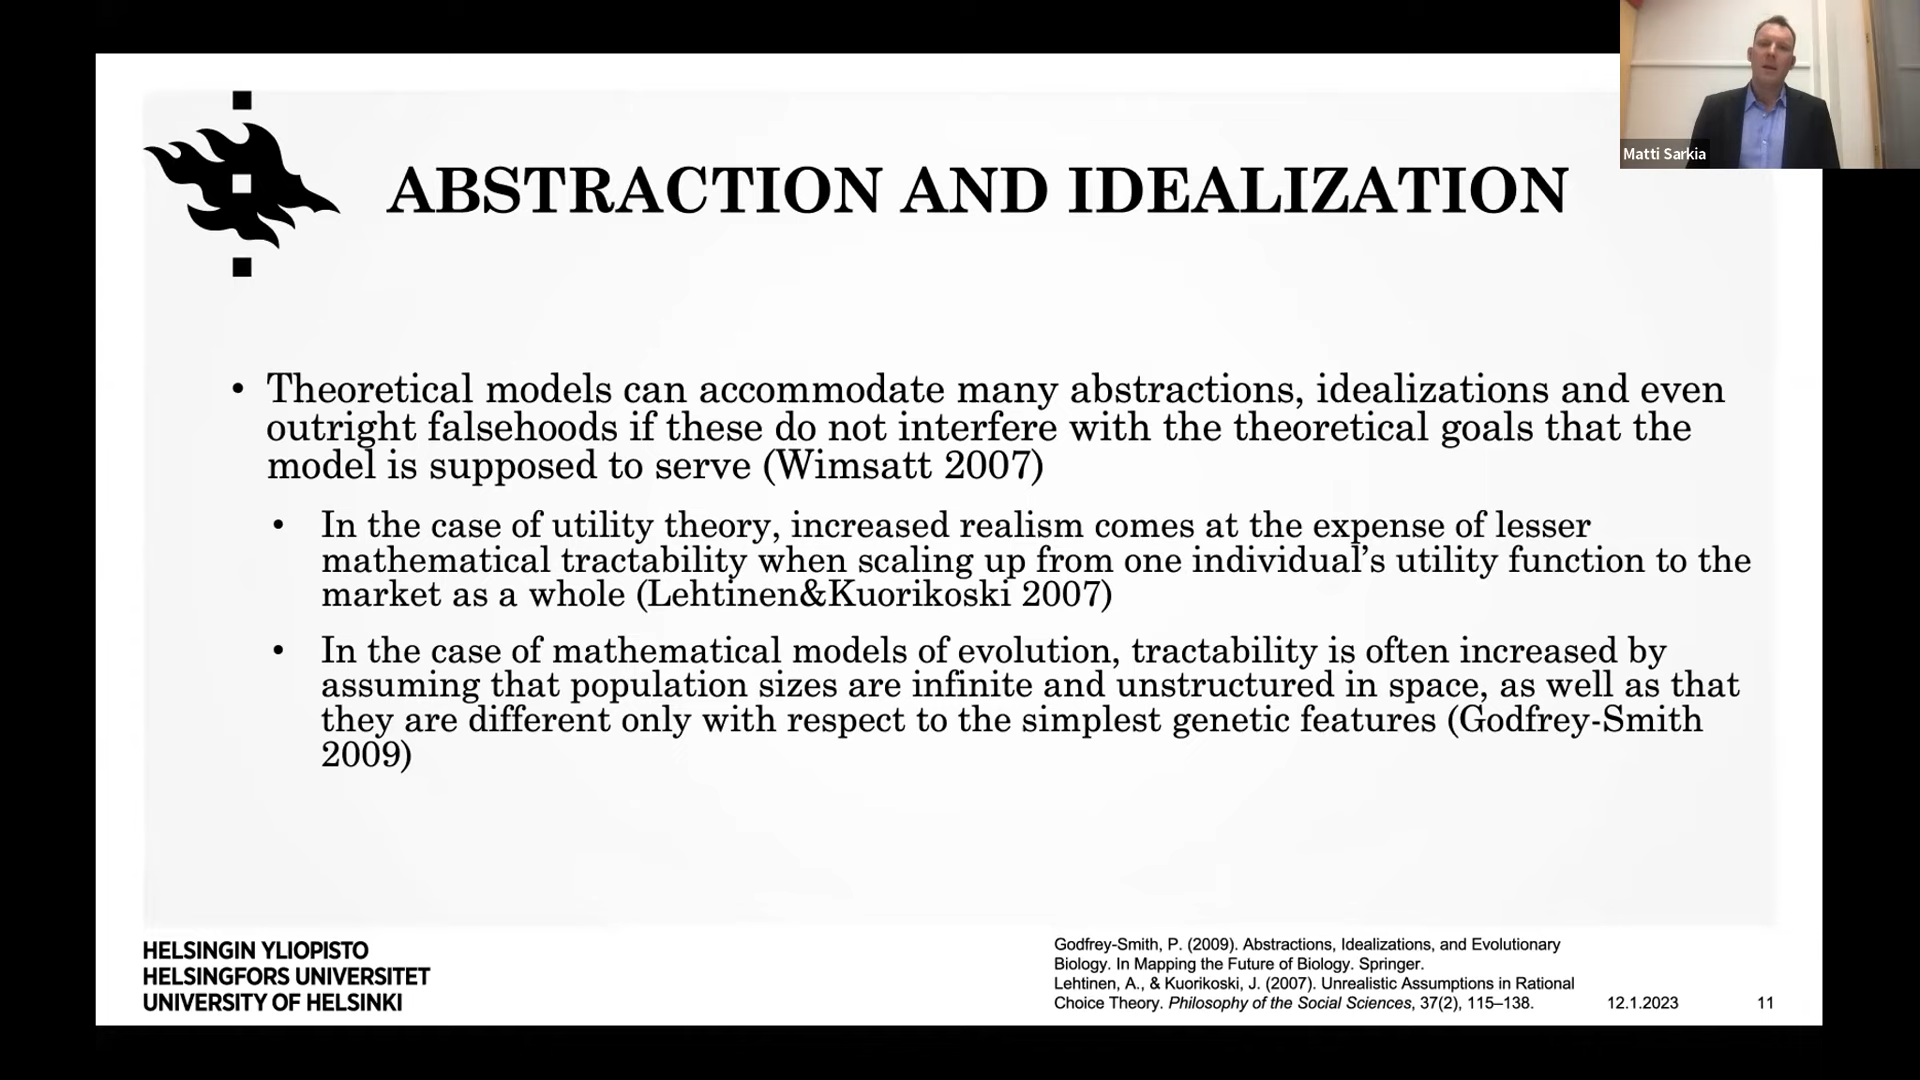 Matti Sarkia
ABSTRACTION AND IDEALIZATION
• Theoretical models can accommodate many abstractions, idealizations and even
outright falsehoods if these do not interfere with the theoretical goals that the
model is supposed to serve (Wimsatt 2007)
• In the case of utility theory, increased realism comes at the expense of lesser
mathematical tractability when scaling up from one individual's utility function to the
market as a whole (Lehtinen&Kuorikoski 2007)
• In the case of mathematical models of evolution, tractability is often increased by
assuming that population sizes are infinite and unstructured in space, as well as that
they are different only with respect to the simplest genetic features (Godfrey-Smith
2009)
HELSINGIN YLIOPISTO
HELSINGFORS UNIVERSITET
UNIVERSITY OF HELSINKI
Godfrey-Smith, P. (2009). Abstractions, Idealizations, and Evolutionary
Biology. In Mapping the Future of Biology. Springer.
Lehtinen, A., & Kuorikoski, J. (2007). Unrealistic Assumptions in Rational
Choice Theory. Philosophy of the Social Sciences, 37(2), 115–138.
12.1.2023
11